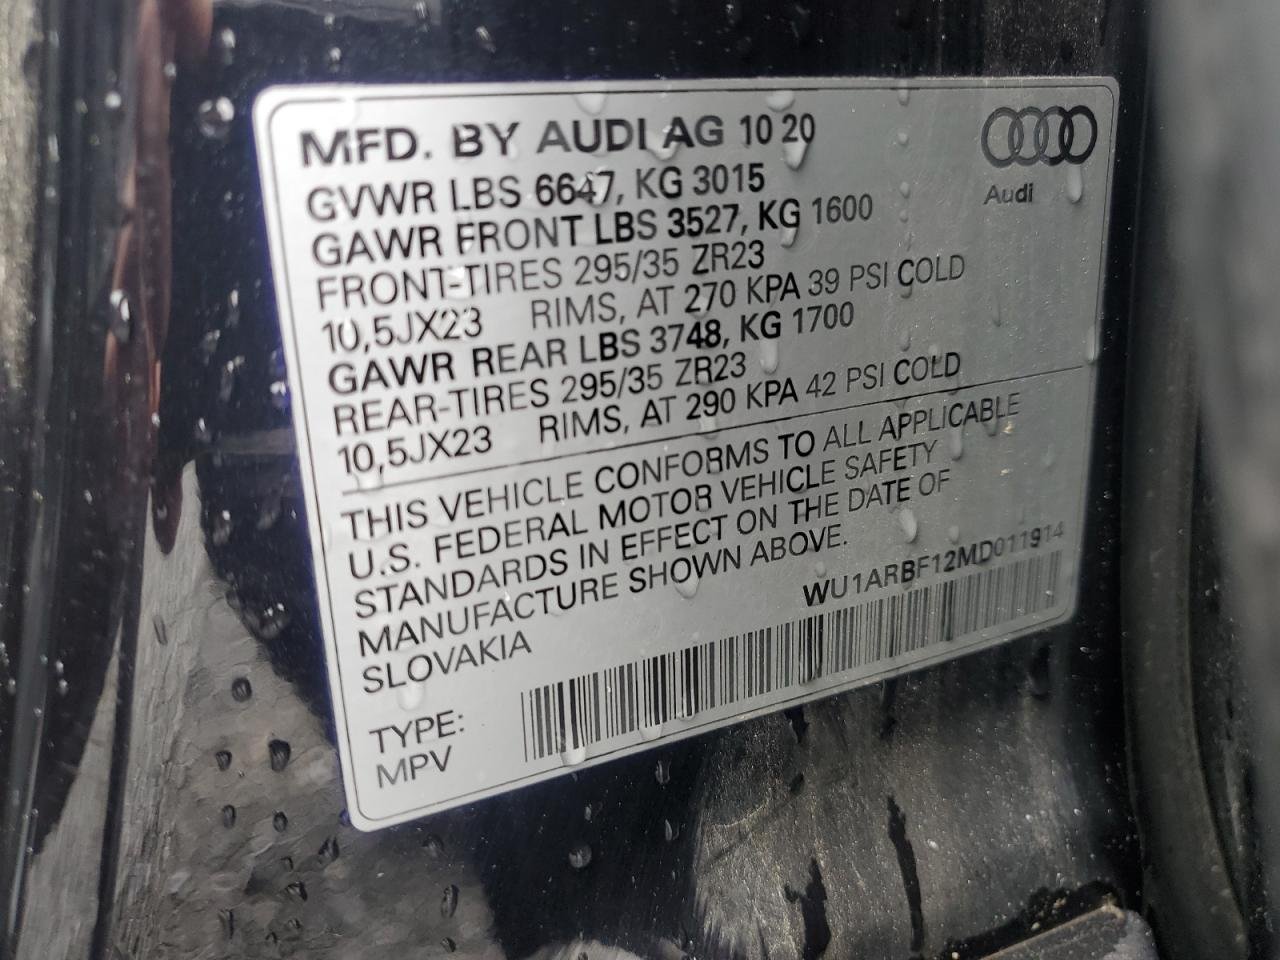 MFD. BY AUDI AG 10 20
GVWR LBS 6647, KG 3015
GAWR FRONT LBS 3527, KG 1600
FRONT-TIRES 295/35 ZR23
10,5JX23 RIMS, AT 270 KPA 39 PSI COLD
GAWR REAR LBS 3748, KG 1700
REAR-TIRES 295/35 ZR23
10,5JX23 RIMS, AT 290 KPA 42 PSI COLD
Audi
THIS VEHICLE CONFORMS TO ALL APPLICABLE
U.S. FEDERAL MOTOR VEHICLE SAFETY
STANDARDS IN EFFECT ON THE DATE OF
MANUFACTURE SHOWN ABOVE.
SLOVAKIA
WU1ARBF12MD011914
TYPE:
MPV